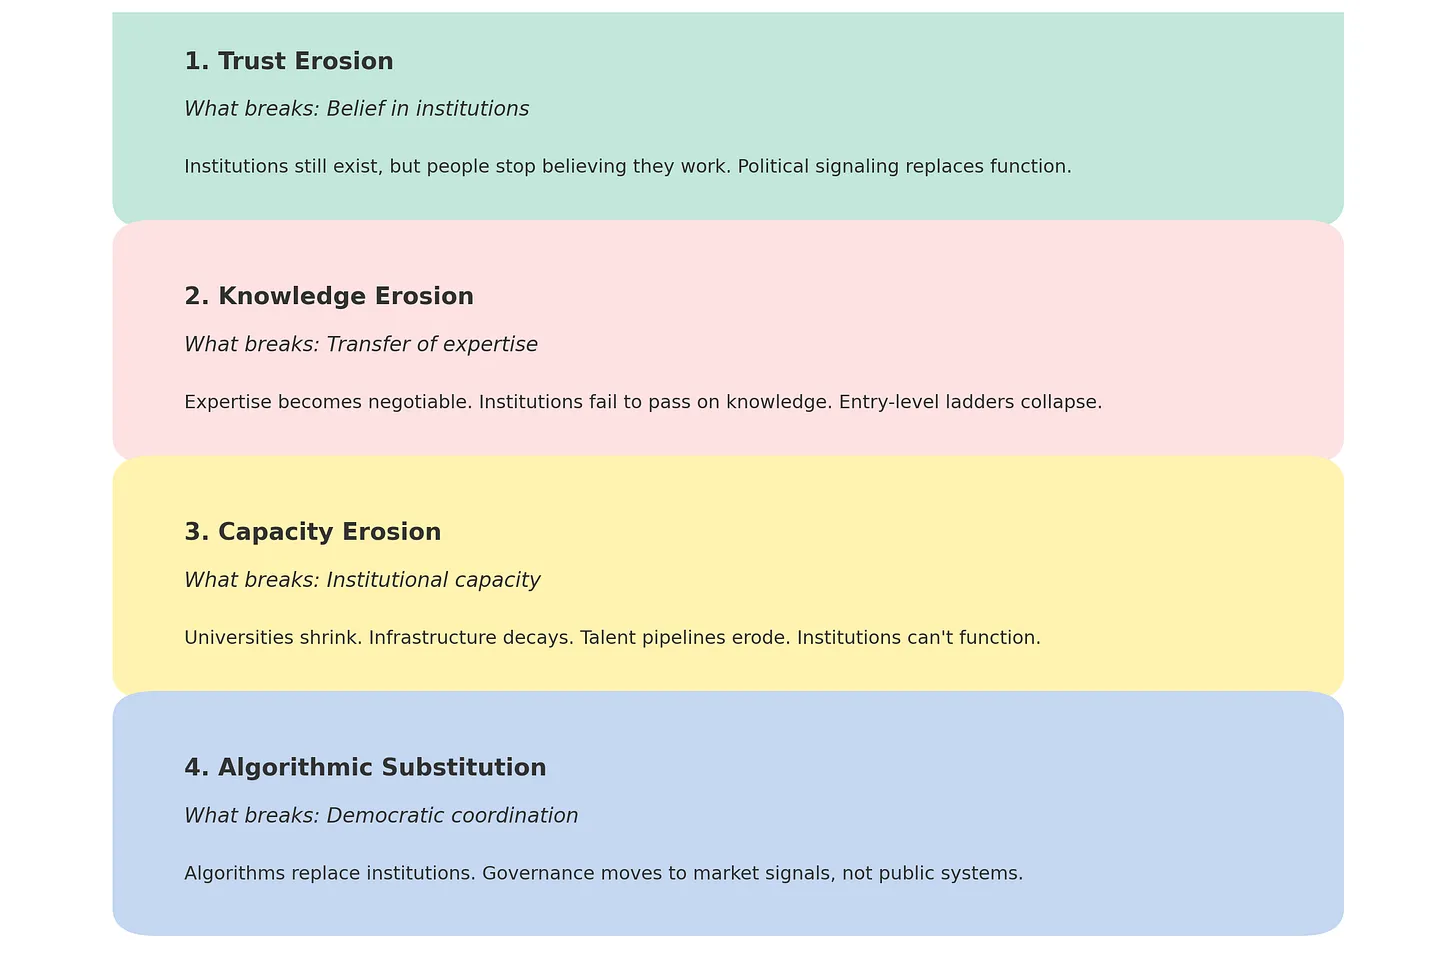 1. Trust Erosion
What breaks: Belief in institutions
Institutions still exist, but people stop believing they work. Political signaling replaces function.
2. Knowledge Erosion
What breaks: Transfer of expertise
Expertise becomes negotiable. Institutions fail to pass on knowledge. Entry-level ladders collapse.
3. Capacity Erosion
What breaks: Institutional capacity
Universities shrink. Infrastructure decays. Talent pipelines erode. Institutions can't function.
4. Algorithmic Substitution
What breaks: Democratic coordination
Algorithms replace institutions. Governance moves to market signals, not public systems.